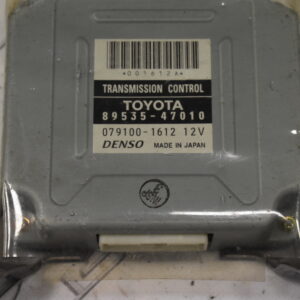 *001612A*
TRANSMISSION CONTROL
TOYOTA
89535-47010
079100-1612 12V
DENSO MADE IN JAPAN